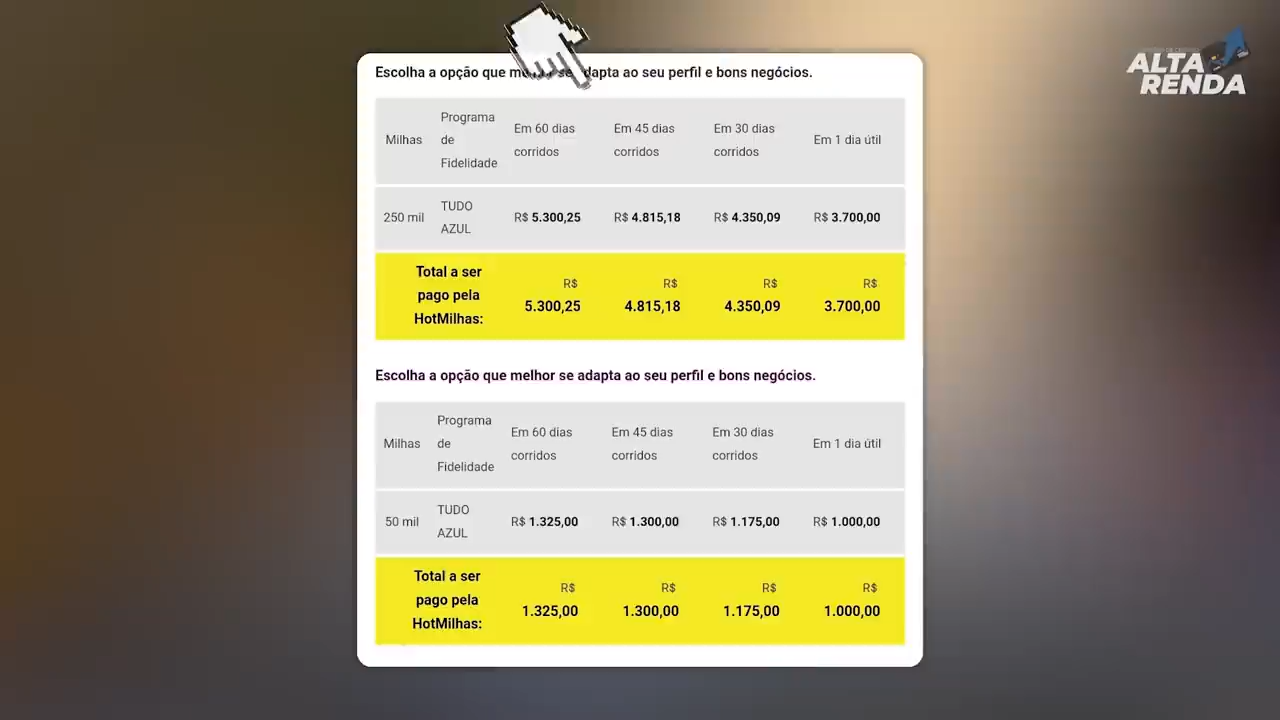 ALTA
RENDA
Escolha a opção que melhor se adapta ao seu perfil e bons negócios.
Milhas
Programa
de
Fidelidade
Em 60 dias
corridos
Em 45 dias
corridos
Em 30 dias
corridos
Em 1 dia útil
250 mil
TUDO
AZUL
R$ 5.300,25
R$ 4.815,18
R$ 4.350,09
R$ 3.700,00
Total a ser
pago pela
HotMilhas:
R$
5.300,25
R$
4.815,18
R$
4.350,09
R$
3.700,00
Escolha a opção que melhor se adapta ao seu perfil e bons negócios.
Milhas
Programa
de
Fidelidade
Em 60 dias
corridos
Em 45 dias
corridos
Em 30 dias
corridos
Em 1 dia útil
50 mil
TUDO
AZUL
R$ 1.325,00
R$ 1.300,00
R$ 1.175,00
R$ 1.000,00
Total a ser
pago pela
HotMilhas:
R$
1.325,00
R$
1.300,00
R$
1.175,00
R$
1.000,00